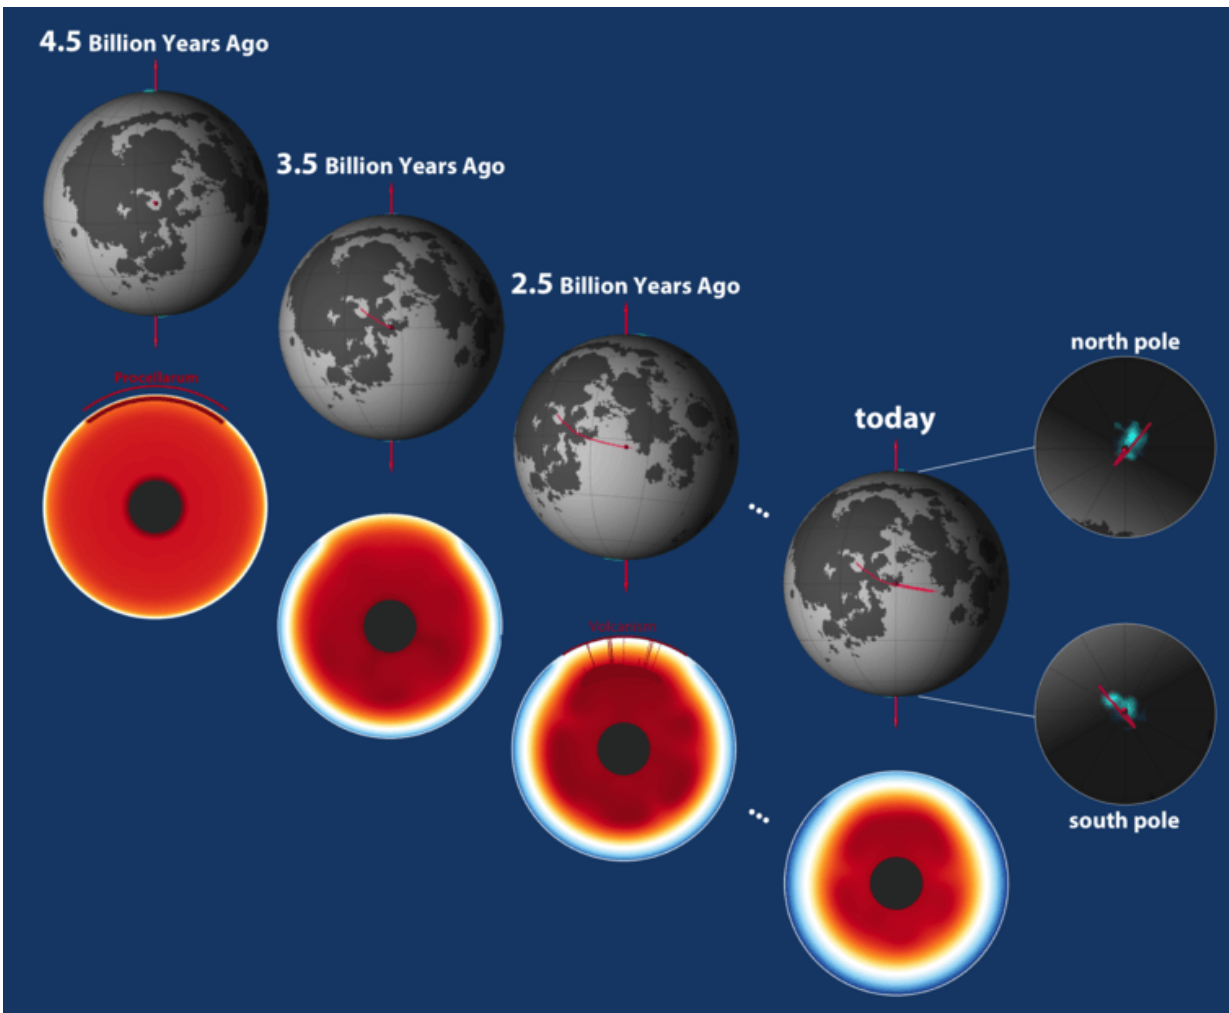 4.5 Billion Years Ago
3.5 Billion Years Ago
2.5 Billion Years Ago
today
north pole
Procellarum
Volcanism
south pole